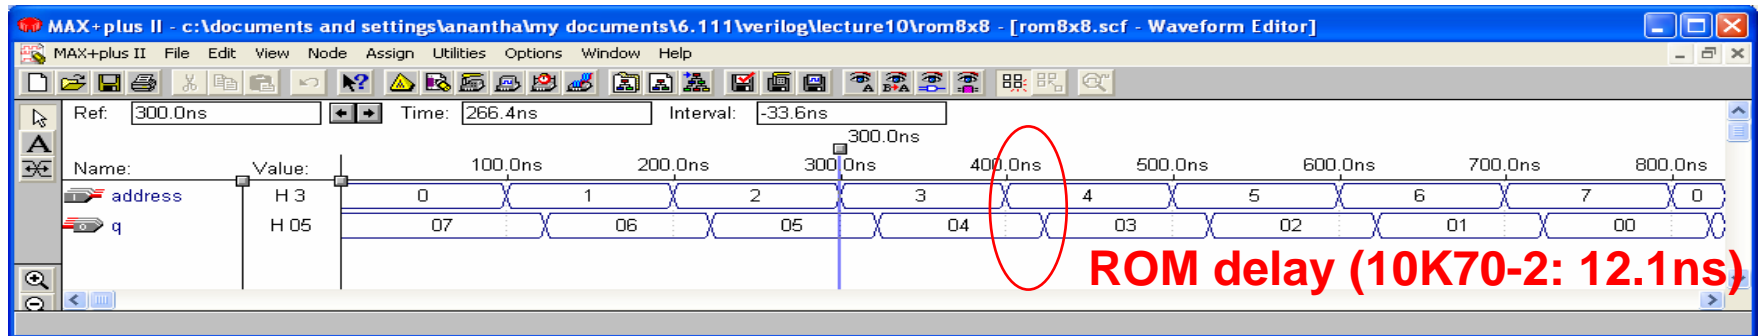 MAX+plus II - c:\documents and settings\anantha\my documents\6.111\verilog\lecture10\rom8x8 - [rom8x8.scf - Waveform Editor]
MAX+plus II File Edit View Node Assign Utilities Options Window Help
Ref: 300.0ns Time: 266.4ns Interval: -33.6ns
300.0ns
Name: Value: 100.0ns 200.0ns 300.0ns 400.0ns 500.0ns 600.0ns 700.0ns 800.0ns
address H 3 0 1 2 3 4 5 6 7 0
q H 05 07 06 05 04 03 02 01 00
ROM delay (10K70-2: 12.1ns)